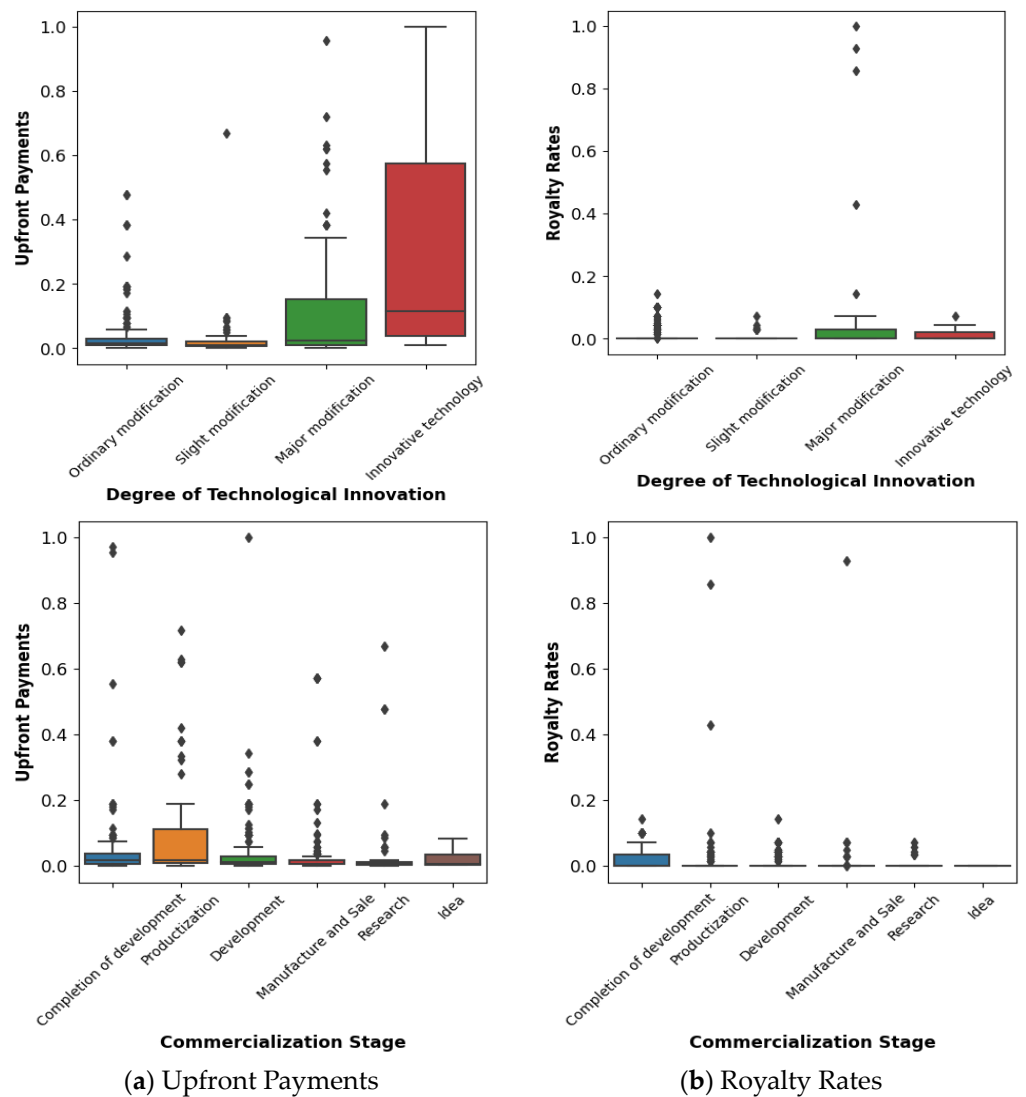 1.0
0.8
0.6
0.4
0.2
0.0
Upfront Payments
Ordinary modification
Slight modification
Major modification
Innivative technology
Degree of Technological Innovation
1.0
0.8
0.6
0.4
0.2
0.0
Royalty Rates
Ordinary modification
Slight modification
Major modification
Innivative technology
Degree of Technological Innovation
1.0
0.8
0.6
0.4
0.2
0.0
Upfront Payments
Completion of development
Productization
Development
Manufacture and Sale
Research
Idea
Commercialization Stage
1.0
0.8
0.6
0.4
0.2
0.0
Royalty Rates
Completion of development
Productization
Development
Manufacture and Sale
Research
Idea
Commercialization Stage
(a) Upfront Payments
(b) Royalty Rates